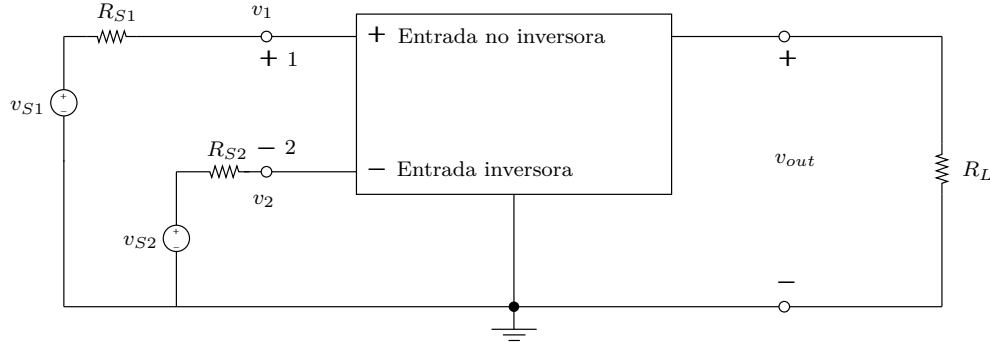 R_{S1}
v_1
+ Entrada no inversora
+ 1
+
v_{S1}
+
−
R_{S2}
− 2
− Entrada inversora
v_2
v_{out}
R_L
v_{S2}
+
−
−